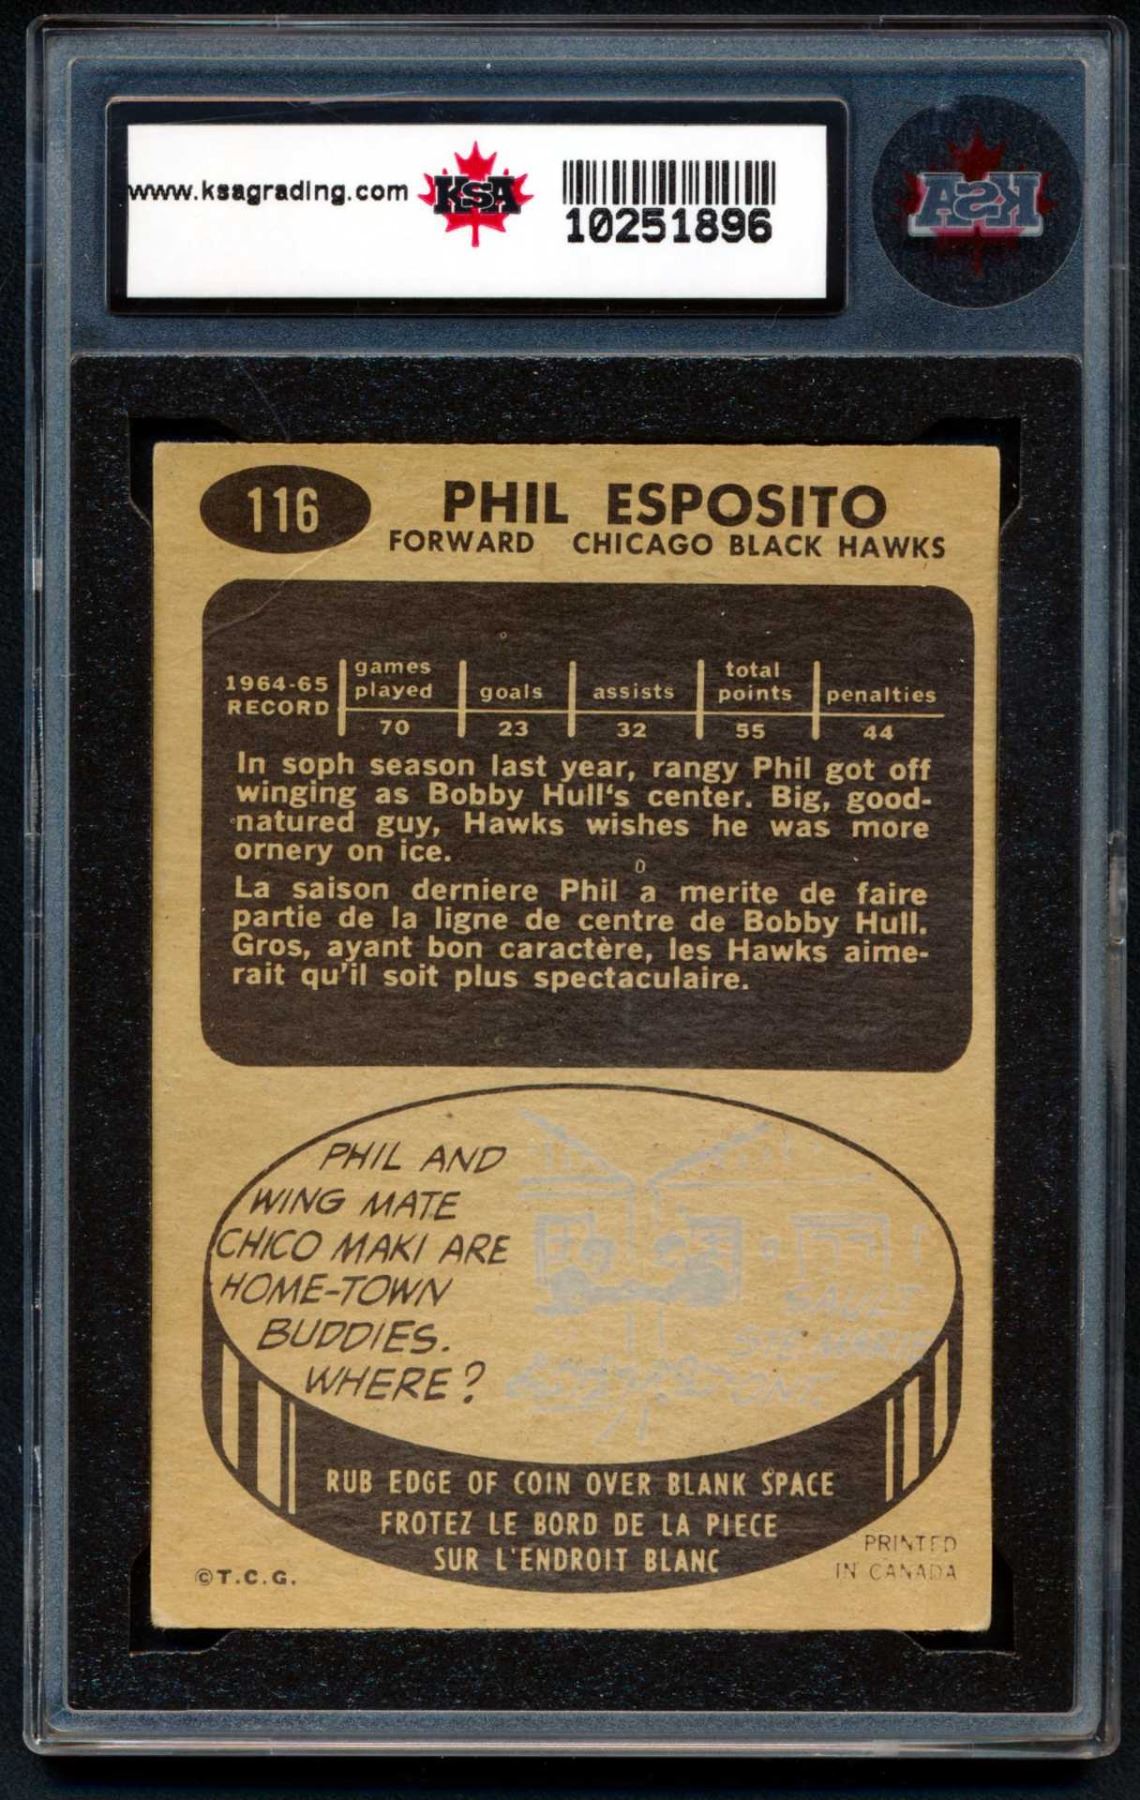 www.ksagrading.com
KSA
10251896
KSA
116
PHIL ESPOSITO
FORWARD CHICAGO BLACK HAWKS
1964-65 RECORD
games played goals assists total points penalties
70 23 32 55 44
In soph season last year, rangy Phil got off
winging as Bobby Hull's center. Big, good-
natured guy, Hawks wishes he was more
ornery on ice.
La saison derniere Phil a merite de faire
partie de la ligne de centre de Bobby Hull.
Gros, ayant bon caractère, les Hawks aime-
rait qu'il soit plus spectaculaire.
PHIL AND
WING MATE
CHICO MAKI ARE
HOME-TOWN
BUDDIES.
WHERE?
SAULT
STE. MARIE
ONT.
RUB EDGE OF COIN OVER BLANK SPACE
FROTEZ LE BORD DE LA PIECE
SUR L'ENDROIT BLANC
©T.C.G.
PRINTED
IN CANADA